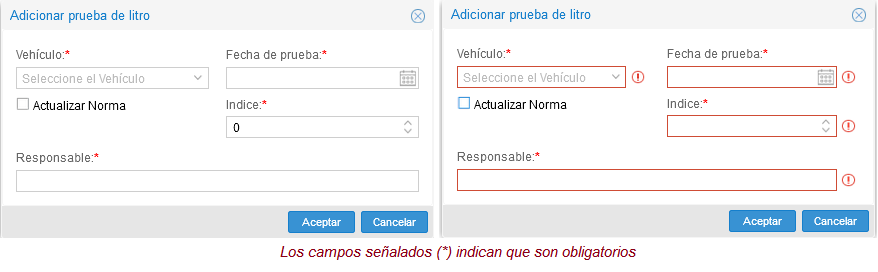 Adicionar prueba de litro
Vehículo:*
Fecha de prueba:*
Seleccione el Vehículo
Actualizar Norma
Indice:*
0
Responsable:*
Aceptar
Cancelar
Adicionar prueba de litro
Vehículo:*
Fecha de prueba:*
Seleccione el Vehículo
Actualizar Norma
Indice:*
Responsable:*
Aceptar
Cancelar
Los campos señalados (*) indican que son obligatorios